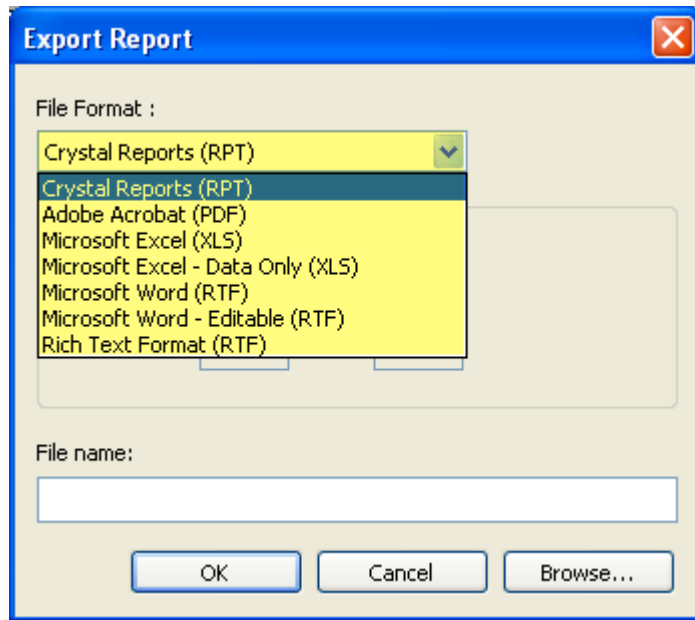 Export Report
File Format :
Crystal Reports (RPT)
Crystal Reports (RPT)
Adobe Acrobat (PDF)
Microsoft Excel (XLS)
Microsoft Excel - Data Only (XLS)
Microsoft Word (RTF)
Microsoft Word - Editable (RTF)
Rich Text Format (RTF)
File name:
OK Cancel Browse...